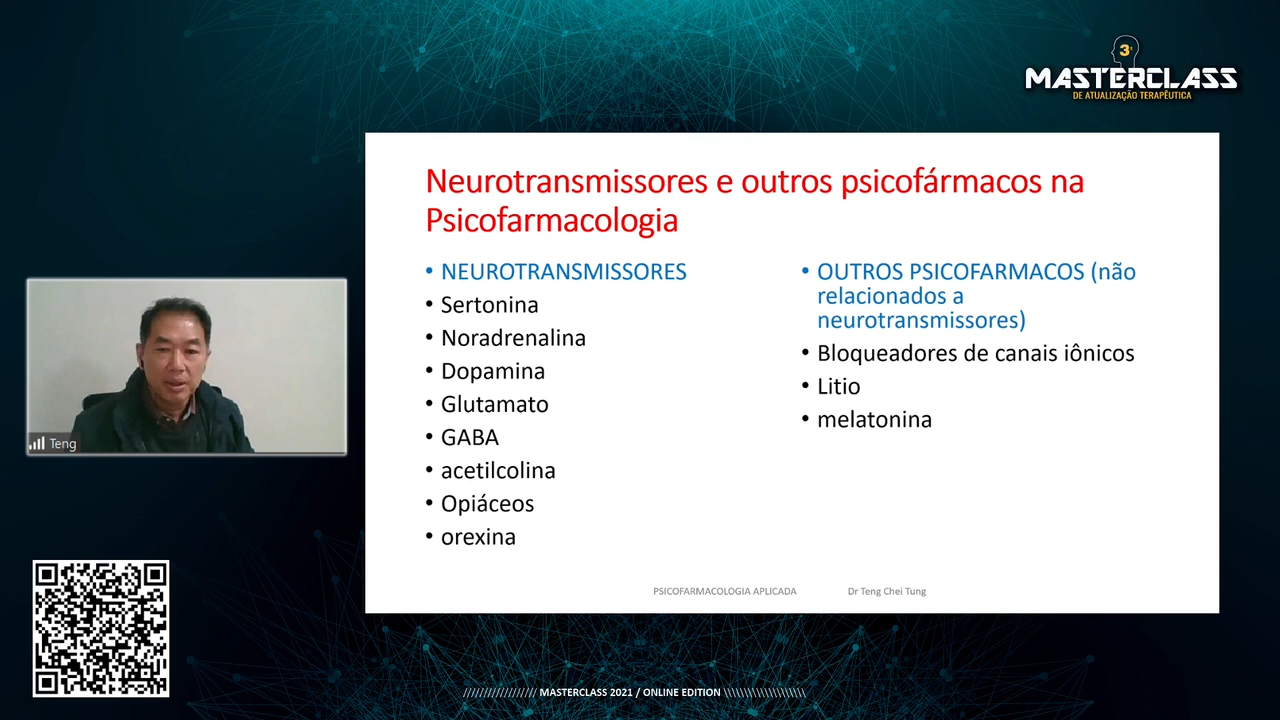 3ª
MASTERCLASS
DE ATUALIZAÇÃO TERAPÊUTICA
Neurotransmissores e outros psicofármacos na
Psicofarmacologia
• NEUROTRANSMISSORES
• Sertonina
• Noradrenalina
• Dopamina
• Glutamato
• GABA
• acetilcolina
• Opiáceos
• orexina
• OUTROS PSICOFARMACOS (não
relacionados a
neurotransmissores)
• Bloqueadores de canais iônicos
• Litio
• melatonina
PSICOFARMACOLOGIA APLICADA
Dr Teng Chei Tung
Teng
MASTERCLASS 2021 / ONLINE EDITION